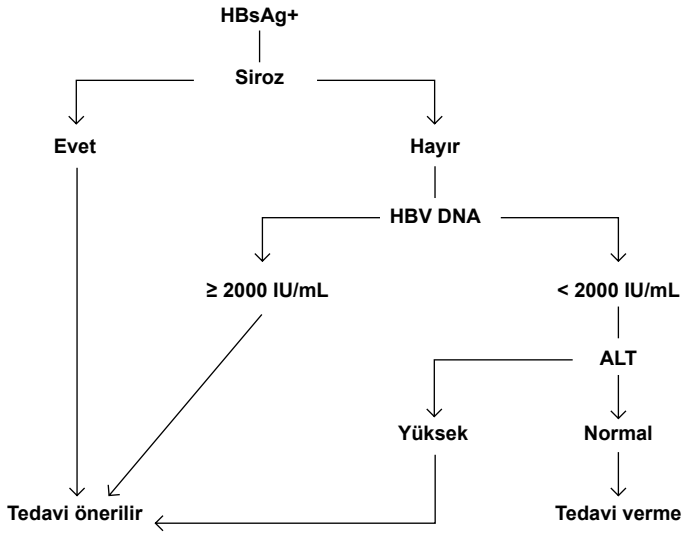 HBsAg+
Siroz
Evet
Hayır
HBV DNA
≥ 2000 IU/mL
< 2000 IU/mL
ALT
Yüksek
Normal
Tedavi önerilir
Tedavi verme